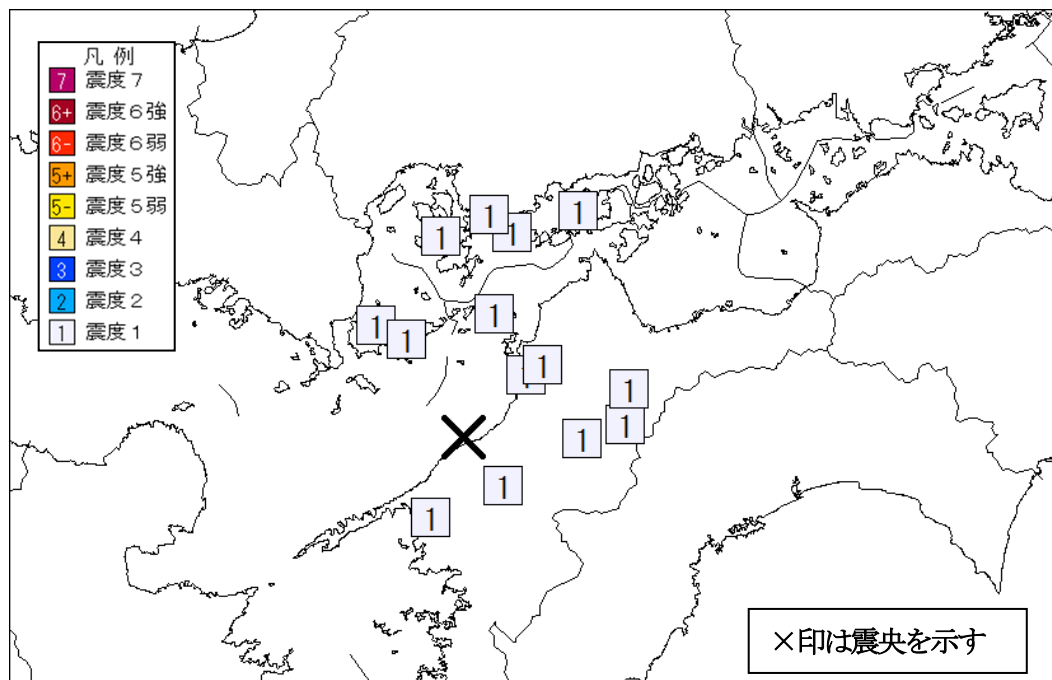 凡 例
7 震度７
6+ 震度６強
6- 震度６弱
5+ 震度５強
5- 震度５弱
4 震度４
3 震度３
2 震度２
1 震度１
1
1
1
1
1
1
1
1
1
1
1
1
1
1
×印は震央を示す